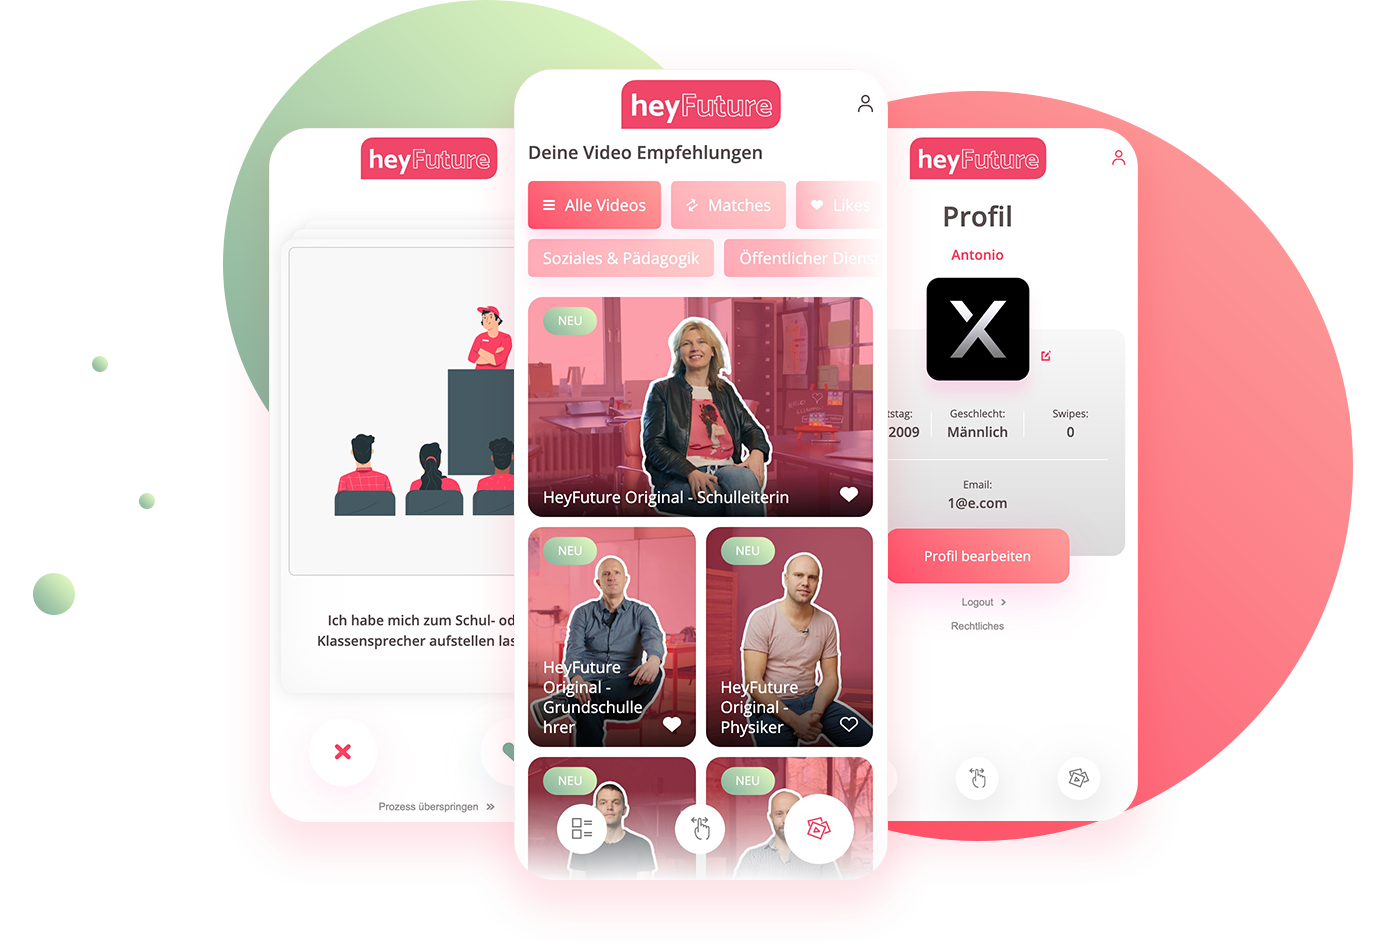 heyFuture
Ich habe mich zum Schul- od
Klassensprecher aufstellen las
Prozess überspringen
heyFuture
Deine Video Empfehlungen
Alle Videos
Matches
Likes
Soziales & Pädagogik
Öffentlicher Dienst
NEU
HeyFuture Original - Schulleiterin
NEU
HeyFuture
Original -
Grundschulle
hrer
NEU
HeyFuture
Original -
Physiker
NEU
NEU
heyFuture
Profil
Antonio
X
tstag:
2009
Geschlecht:
Männlich
Swipes:
0
Email:
1@e.com
Profil bearbeiten
Logout
Rechtliches